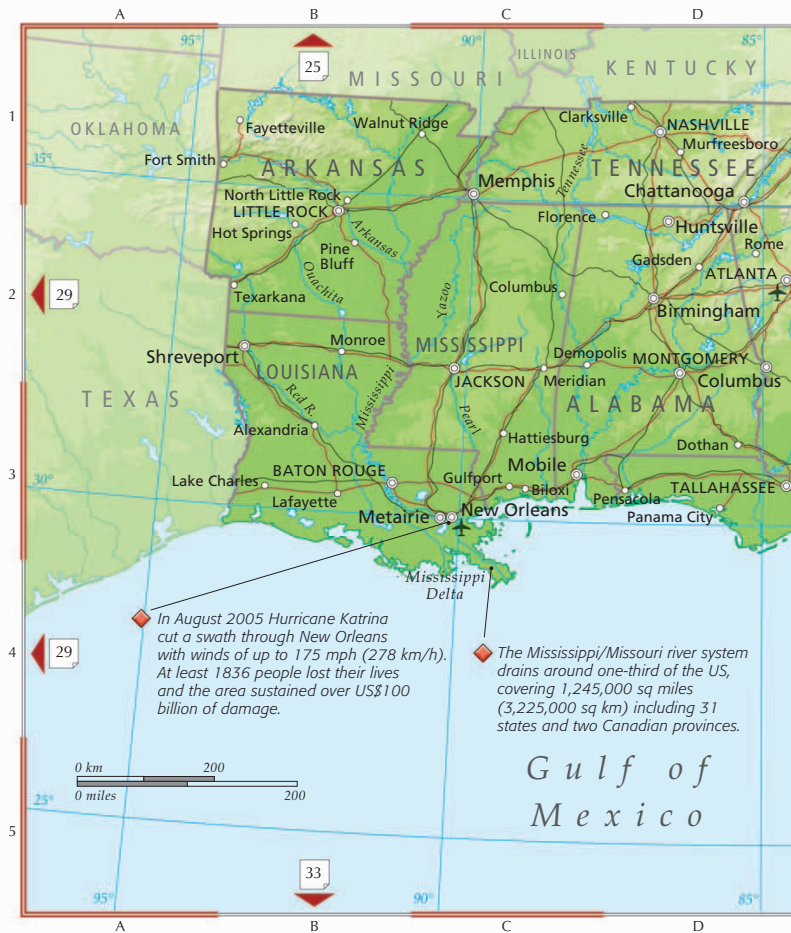 A B C D
95° 90° 85°
25
ILLINOIS
MISSOURI
KENTUCKY
1
OKLAHOMA
Fayetteville
Walnut Ridge
Clarksville
NASHVILLE
Murfreesboro
35°
Fort Smith
ARKANSAS
Tennessee
TENNESSEE
Memphis
Chattanooga
North Little Rock
LITTLE ROCK
Hot Springs
Arkansas
Florence
Huntsville
Pine
Bluff
Rome
Gadsden
ATLANTA
2
29
Ouachita
Texarkana
Yazoo
Columbus
Birmingham
Shreveport
Monroe
MISSISSIPPI
Demopolis
MONTGOMERY
LOUISIANA
JACKSON
Meridian
Columbus
TEXAS
Red R.
Mississippi
Pearl
ALABAMA
Alexandria
Hattiesburg
Dothan
3
30°
Lake Charles
BATON ROUGE
Gulfport
Mobile
Biloxi
Pensacola
TALLAHASSEE
Lafayette
Metairie
New Orleans
Panama City
Mississippi
Delta
4
29
In August 2005 Hurricane Katrina
cut a swath through New Orleans
with winds of up to 175 mph (278 km/h).
At least 1836 people lost their lives
and the area sustained over US$100
billion of damage.
The Mississippi/Missouri river system
drains around one-third of the US,
covering 1,245,000 sq miles
(3,225,000 sq km) including 31
states and two Canadian provinces.
0 km 200
0 miles 200
Gulf of
Mexico
25°
5
33
95° 90° 85°
A B C D